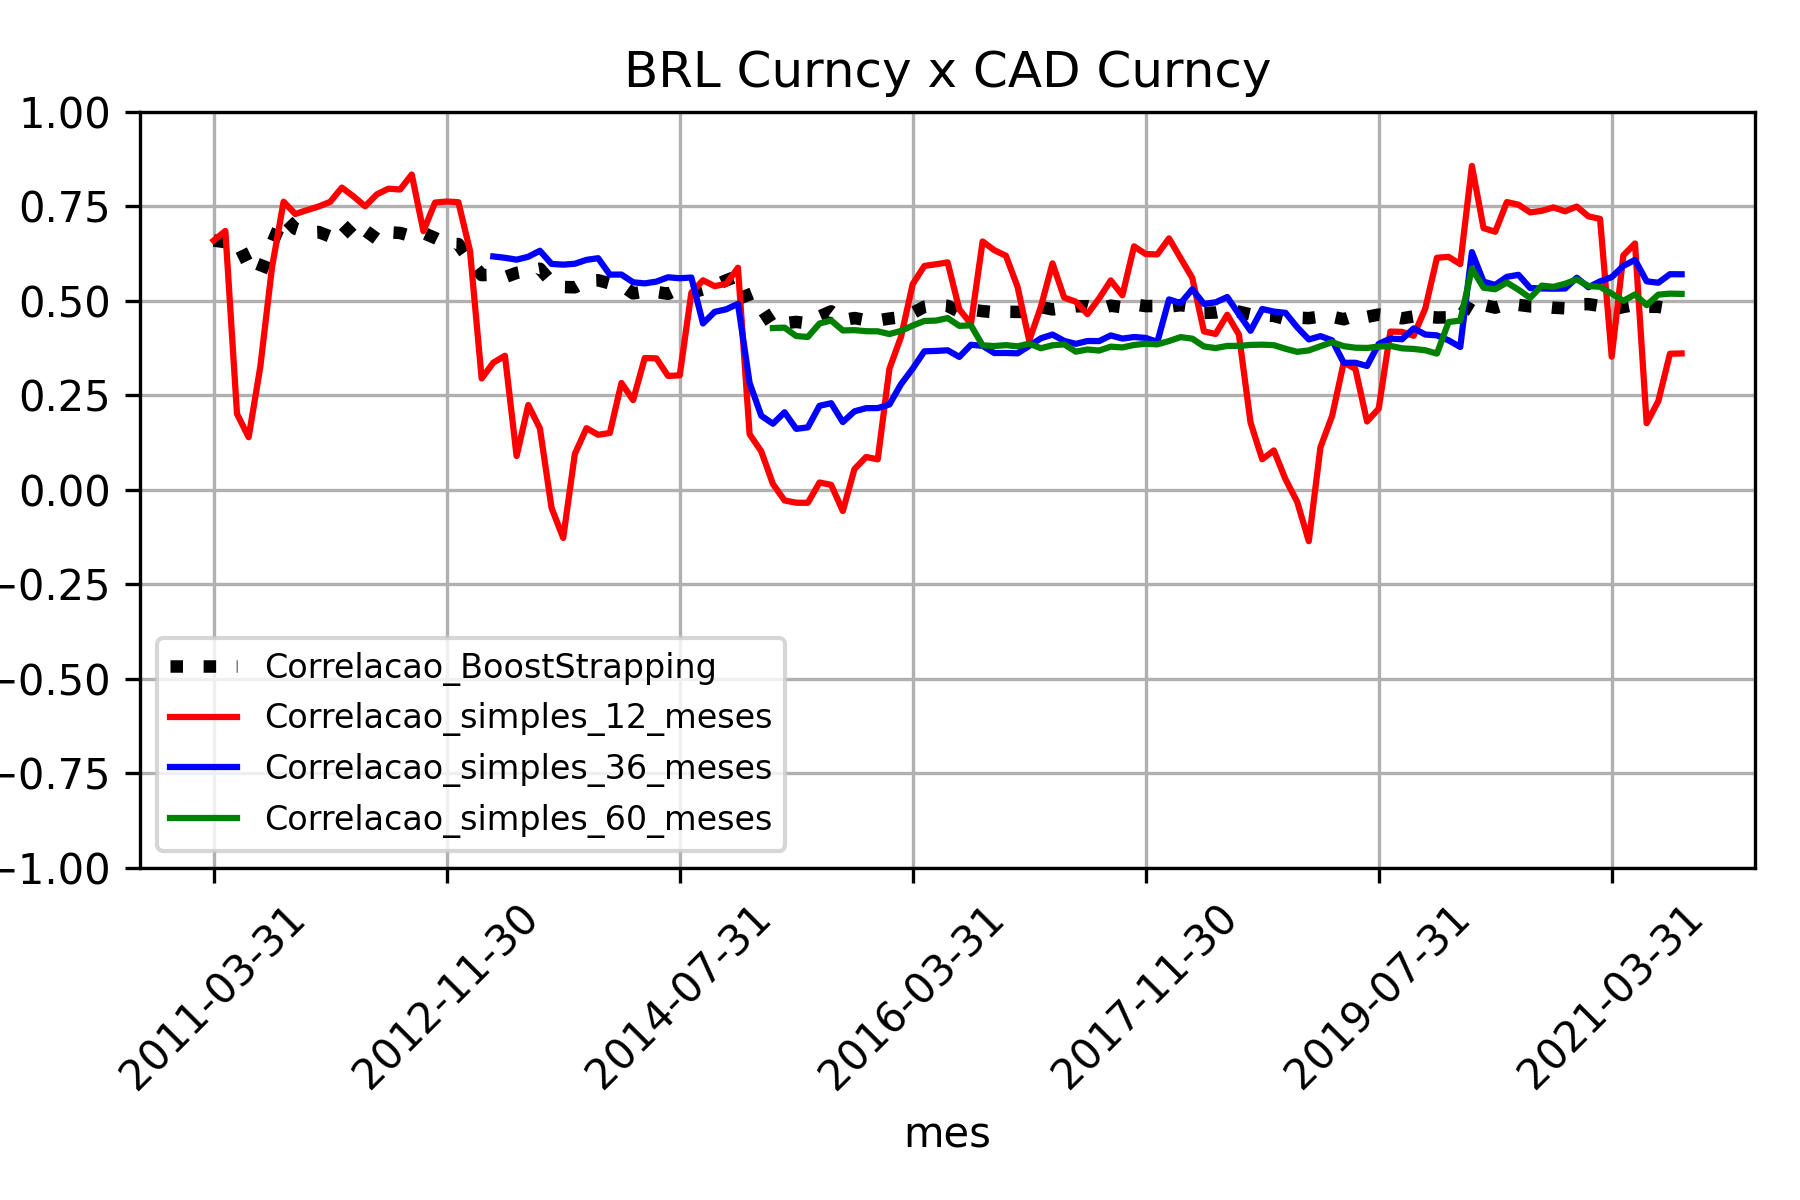 BRL Curncy x CAD Curncy
1.00
0.75
0.50
0.25
0.00
−0.25
−0.50
−0.75
−1.00
Correlacao_BoostStrapping
Correlacao_simples_12_meses
Correlacao_simples_36_meses
Correlacao_simples_60_meses
2011-03-31
2012-11-30
2014-07-31
2016-03-31
2017-11-30
2019-07-31
2021-03-31
mes